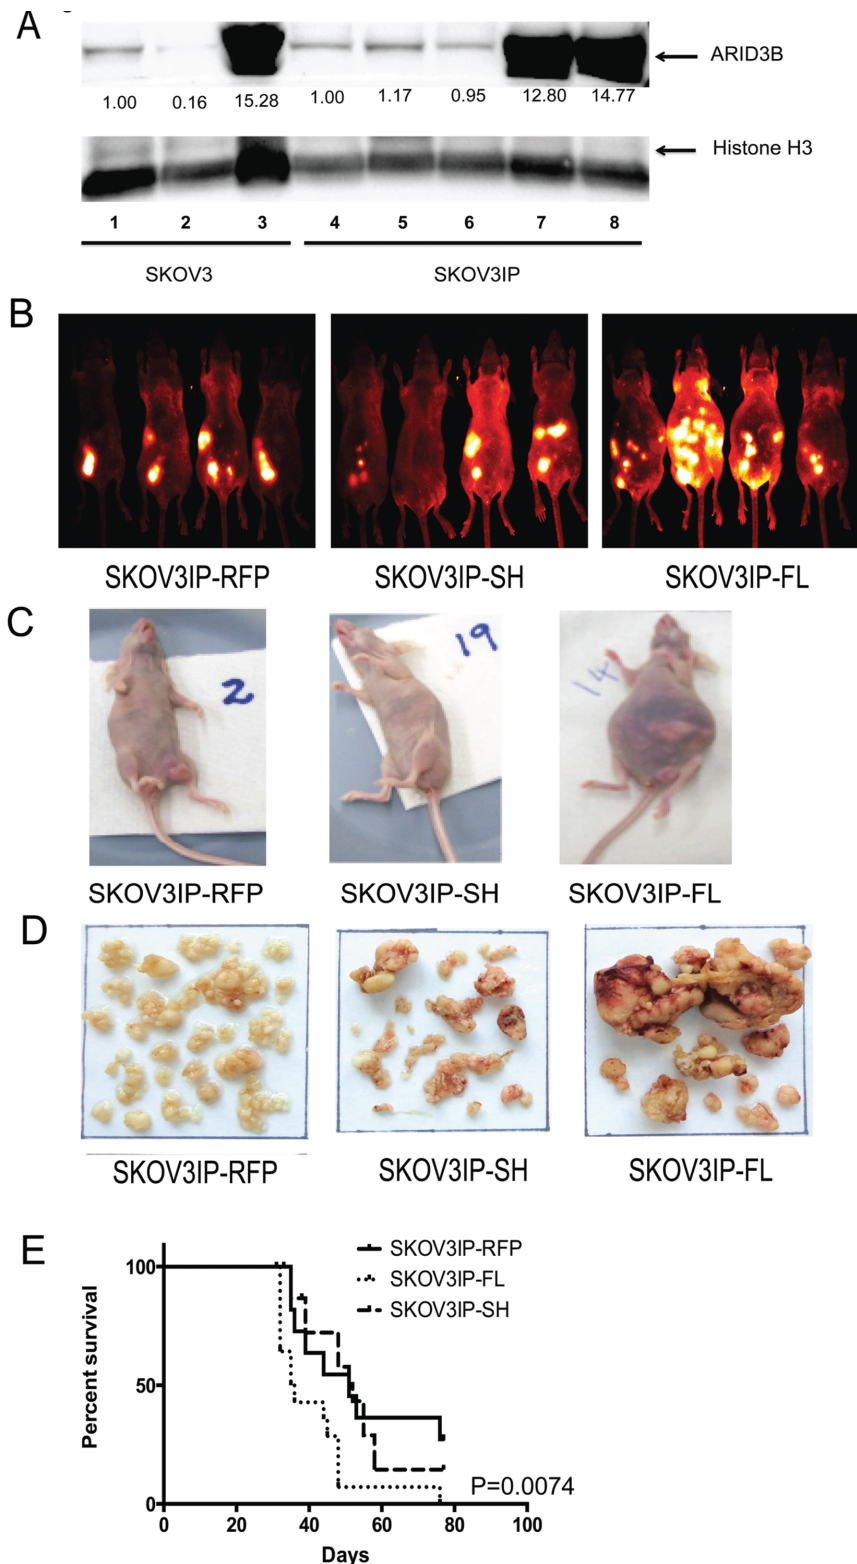 A
ARID3B
1.00 0.16 15.28 1.00 1.17 0.95 12.80 14.77
Histone H3
1 2 3 4 5 6 7 8
SKOV3 SKOV3IP
B
SKOV3IP-RFP SKOV3IP-SH SKOV3IP-FL
C
2 19 14
SKOV3IP-RFP SKOV3IP-SH SKOV3IP-FL
D
SKOV3IP-RFP SKOV3IP-SH SKOV3IP-FL
E
SKOV3IP-RFP
SKOV3IP-FL
SKOV3IP-SH
Percent survival
100
50
0
P=0.0074
0 20 40 60 80 100
Days